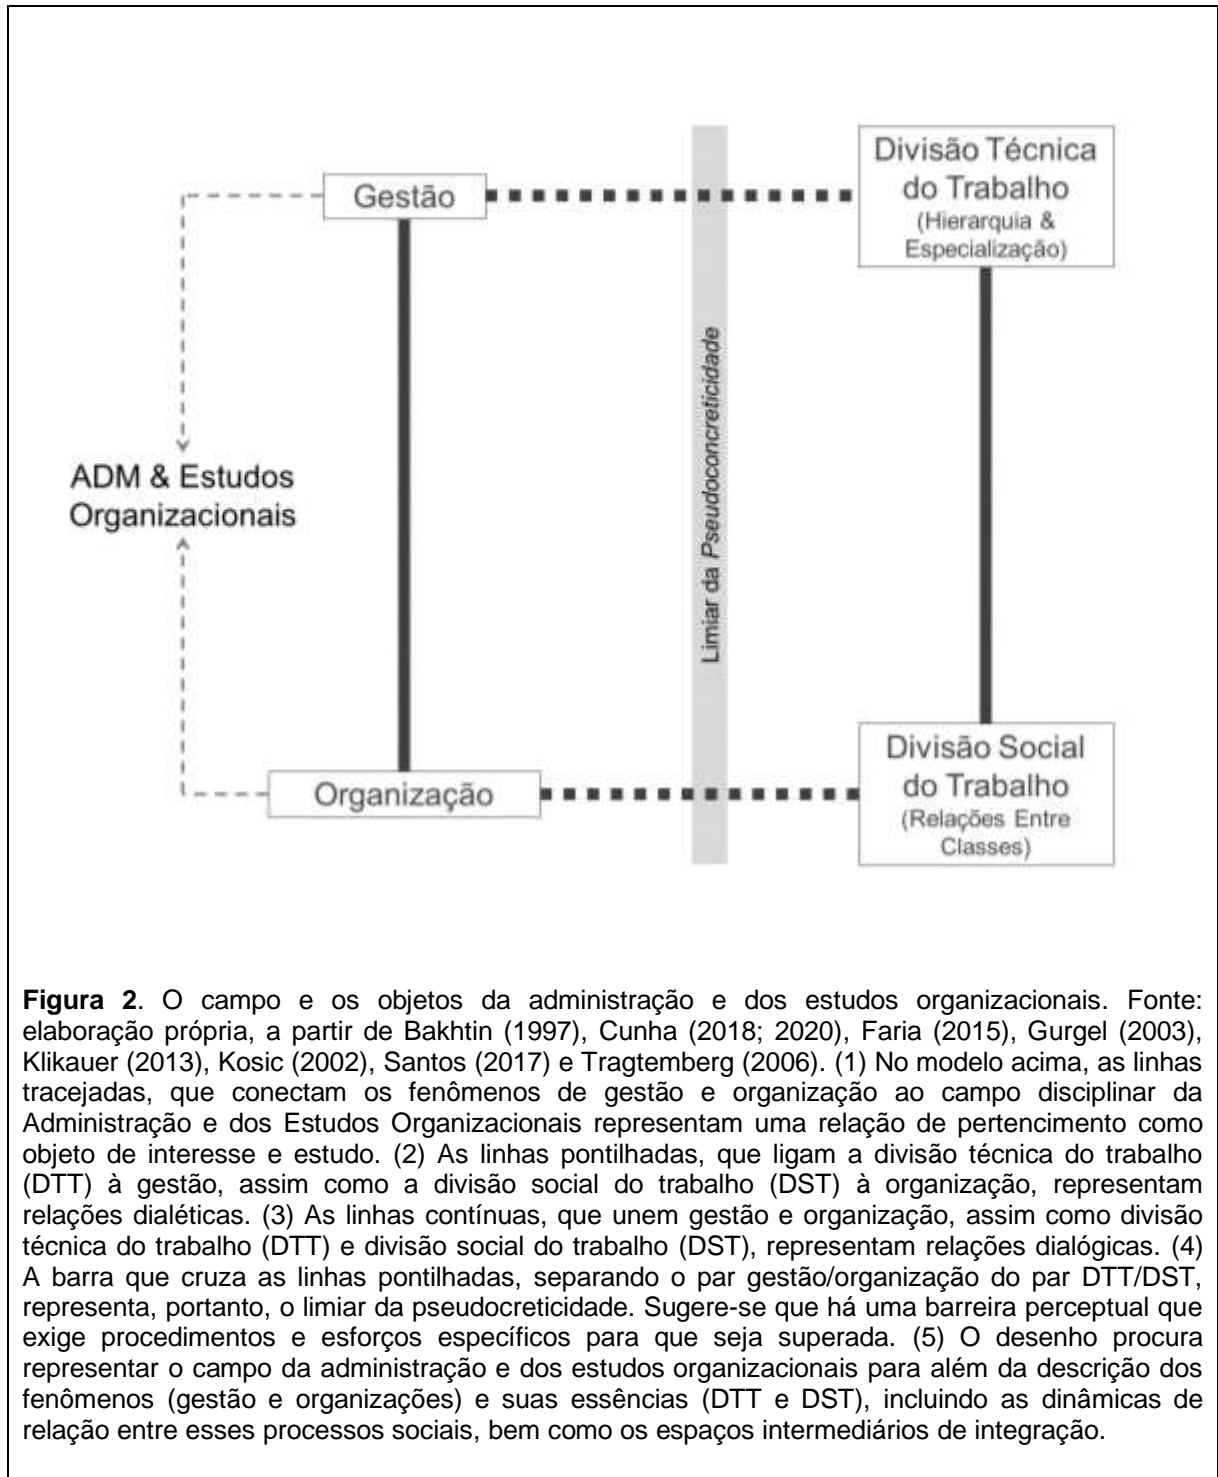 Gestão
Divisão Técnica
do Trabalho
(Hierarquia &
Especialização)
Limiar da Pseudoconcreticidade
ADM & Estudos
Organizacionais
Organização
Divisão Social
do Trabalho
(Relações Entre
Classes)
Figura 2. O campo e os objetos da administração e dos estudos organizacionais. Fonte:
elaboração própria, a partir de Bakhtin (1997), Cunha (2018; 2020), Faria (2015), Gurgel (2003),
Klikauer (2013), Kosic (2002), Santos (2017) e Tragtemberg (2006). (1) No modelo acima, as linhas
tracejadas, que conectam os fenômenos de gestão e organização ao campo disciplinar da
Administração e dos Estudos Organizacionais representam uma relação de pertencimento como
objeto de interesse e estudo. (2) As linhas pontilhadas, que ligam a divisão técnica do trabalho
(DTT) à gestão, assim como a divisão social do trabalho (DST) à organização, representam
relações dialéticas. (3) As linhas contínuas, que unem gestão e organização, assim como divisão
técnica do trabalho (DTT) e divisão social do trabalho (DST), representam relações dialógicas. (4)
A barra que cruza as linhas pontilhadas, separando o par gestão/organização do par DTT/DST,
representa, portanto, o limiar da pseudocreticidade. Sugere-se que há uma barreira perceptual que
exige procedimentos e esforços específicos para que seja superada. (5) O desenho procura
representar o campo da administração e dos estudos organizacionais para além da descrição dos
fenômenos (gestão e organizações) e suas essências (DTT e DST), incluindo as dinâmicas de
relação entre esses processos sociais, bem como os espaços intermediários de integração.